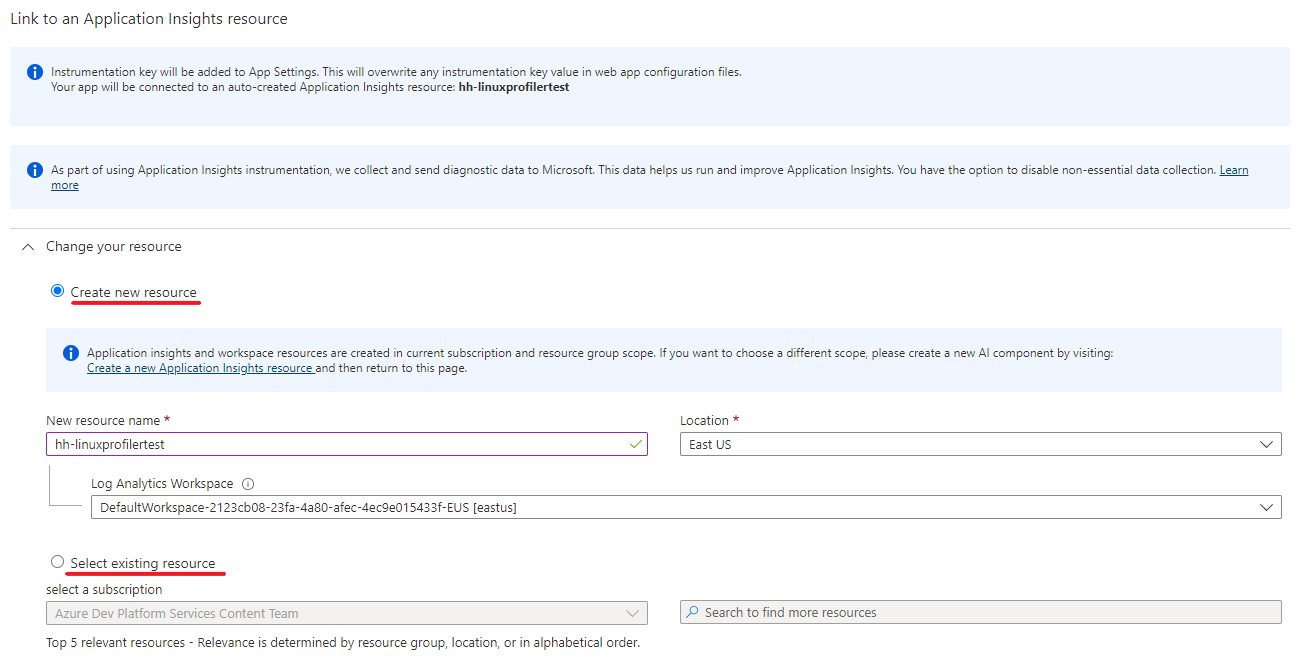 Link to an Application Insights resource
Instrumentation key will be added to App Settings. This will overwrite any instrumentation key value in web app configuration files.
Your app will be connected to an auto-created Application Insights resource: hh-linuxprofilertest
As part of using Application Insights instrumentation, we collect and send diagnostic data to Microsoft. This data helps us run and improve Application Insights. You have the option to disable non-essential data collection. Learn
more
Change your resource
Create new resource
Application insights and workspace resources are created in current subscription and resource group scope. If you want to choose a different scope, please create a new AI component by visiting:
Create a new Application Insights resource and then return to this page.
New resource name *
Location *
hh-linuxprofilertest
East US
Log Analytics Workspace
DefaultWorkspace-2123cb08-23fa-4a80-afec-4ec9e015433f-EUS [eastus]
Select existing resource
select a subscription
Azure Dev Platform Services Content Team
Search to find more resources
Top 5 relevant resources - Relevance is determined by resource group, location, or in alphabetical order.